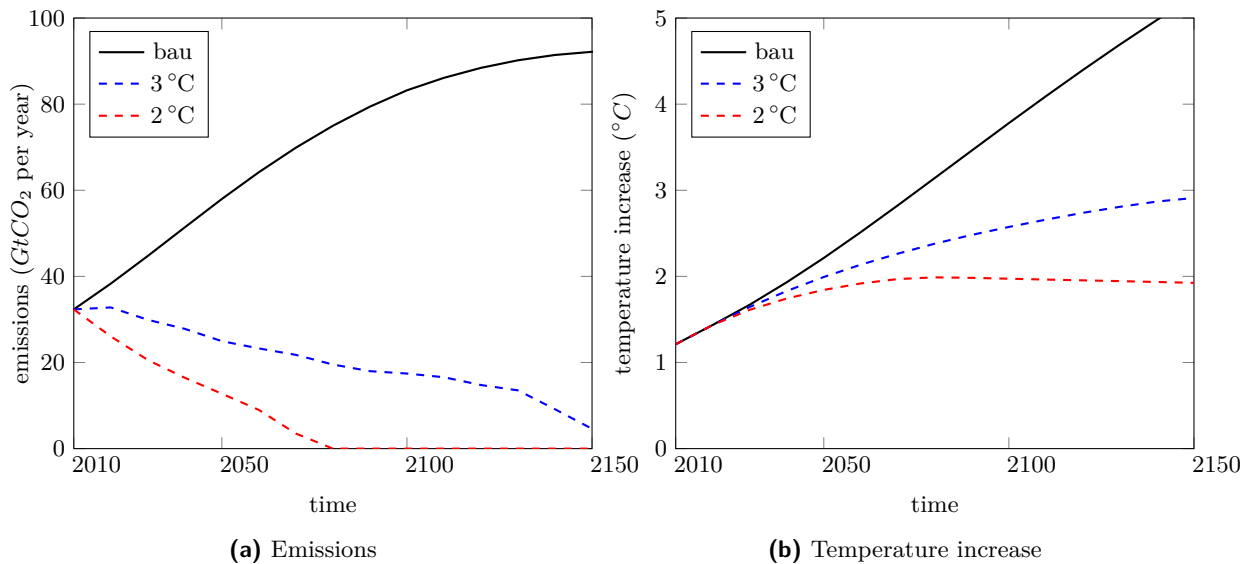 100
80
60
40
20
0
emissions (GtCO₂ per year)
bau
3 °C
2 °C
2010
2050
2100
2150
time
(a) Emissions
5
4
3
2
1
0
temperature increase (°C)
bau
3 °C
2 °C
2010
2050
2100
2150
time
(b) Temperature increase